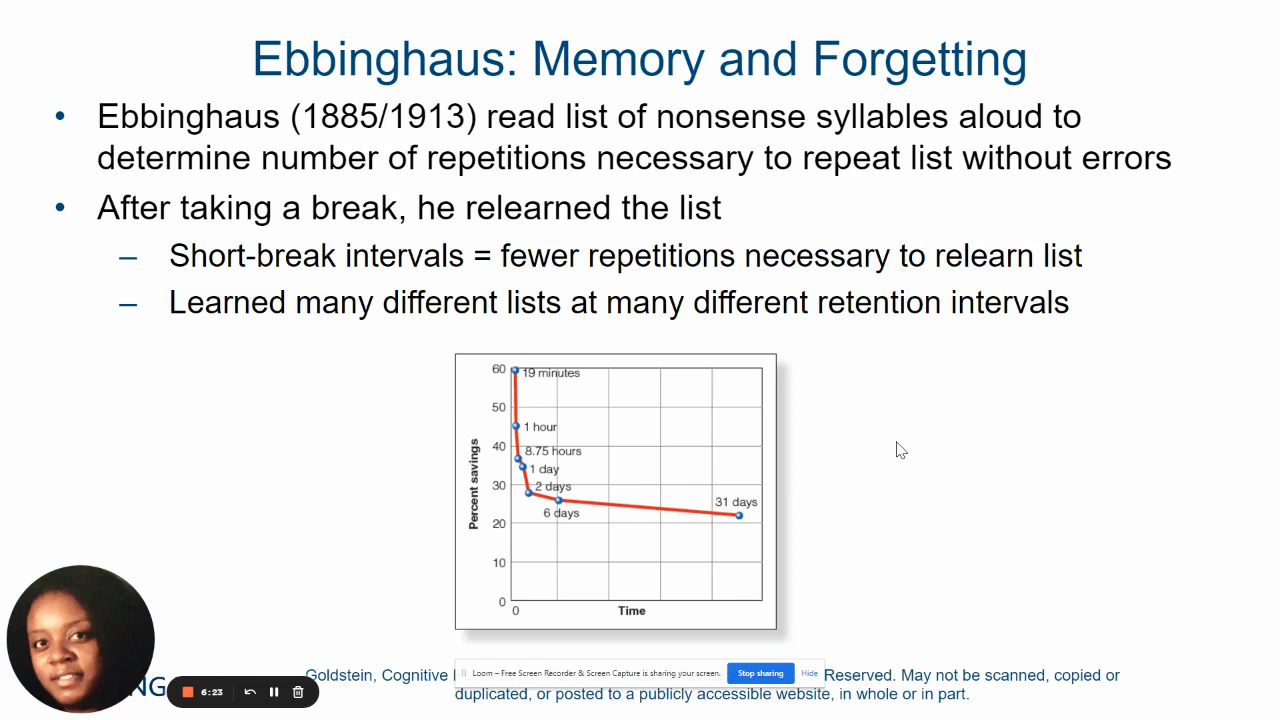 Ebbinghaus: Memory and Forgetting
• Ebbinghaus (1885/1913) read list of nonsense syllables aloud to
determine number of repetitions necessary to repeat list without errors
• After taking a break, he relearned the list
– Short-break intervals = fewer repetitions necessary to relearn list
– Learned many different lists at many different retention intervals
60
50
40
30
20
10
0
Percent savings
19 minutes
1 hour
8.75 hours
1 day
2 days
6 days
31 days
0
Time
NG
Goldstein, Cognitive
Reserved. May not be scanned, copied or
duplicated, or posted to a publicly accessible website, in whole or in part.
Loom – Free Screen Recorder & Screen Capture is sharing your screen.
Stop sharing
Hide
6:23